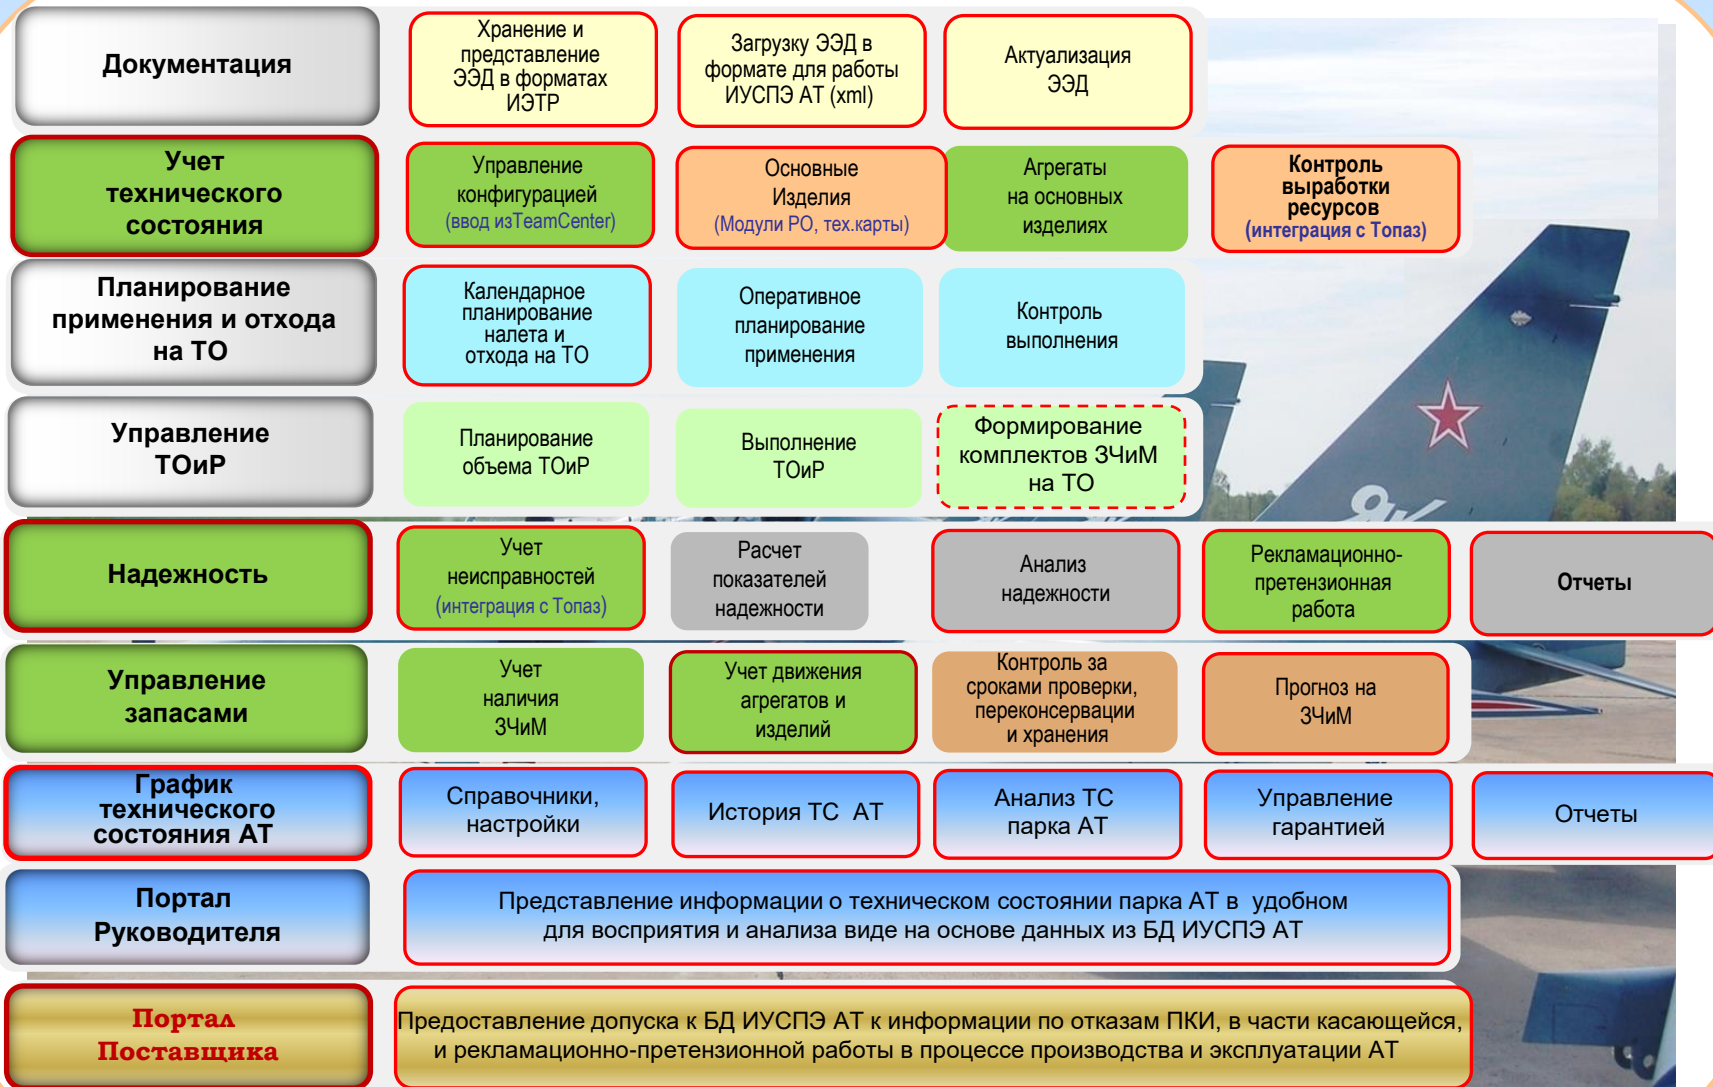 Документация
Хранение и
представление
ЭЭД в форматах
ИЭТР
Загрузку ЭЭД в
формате для работы
ИУСПЭ АТ (xml)
Актуализация
ЭЭД
Учет
технического
состояния
Управление
конфигурацией
(ввод изTeamCenter)
Основные
Изделия
(Модули РО, тех.карты)
Агрегаты
на основных
изделиях
Контроль
выработки
ресурсов
(интеграция с Топаз)
Планирование
применения и отхода
на ТО
Календарное
планирование
налета и
отхода на ТО
Оперативное
планирование
применения
Контроль
выполнения
Управление
ТОиР
Планирование
объема ТОиР
Выполнение
ТОиР
Формирование
комплектов ЗЧиМ
на ТО
Надежность
Учет
неисправностей
(интеграция с Топаз)
Расчет
показателей
надежности
Анализ
надежности
Рекламационно-
претензионная
работа
Отчеты
Управление
запасами
Учет
наличия
ЗЧиМ
Учет движения
агрегатов и
изделий
Контроль за
сроками проверки,
переконсервации
и хранения
Прогноз на
ЗЧиМ
График
технического
состояния АТ
Справочники,
настройки
История ТС АТ
Анализ ТС
парка АТ
Управление
гарантией
Отчеты
Портал
Руководителя
Представление информации о техническом состоянии парка АТ в удобном
для восприятия и анализа виде на основе данных из БД ИУСПЭ АТ
Портал
Поставщика
Предоставление допуска к БД ИУСПЭ АТ к информации по отказам ПКИ, в части касающейся,
и рекламационно-претензионной работы в процессе производства и эксплуатации АТ